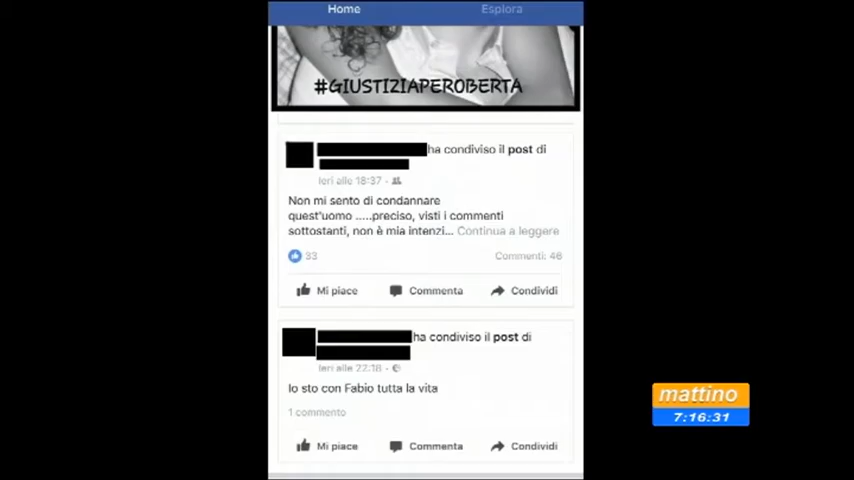 Home
Esplora
#GIUSTIZIAPEROBERTA
ha condiviso il post di
Ieri alle 18:37 ·
Non mi sento di condannare
quest'uomo .....preciso, visti i commenti
sottostanti, non è mia intenzi... Continua a leggere
33
Commenti: 46
Mi piace
Commenta
Condividi
ha condiviso il post di
Ieri alle 22:18 ·
Io sto con Fabio tutta la vita
1 commento
Mi piace
Commenta
Condividi
mattino
7:16:31